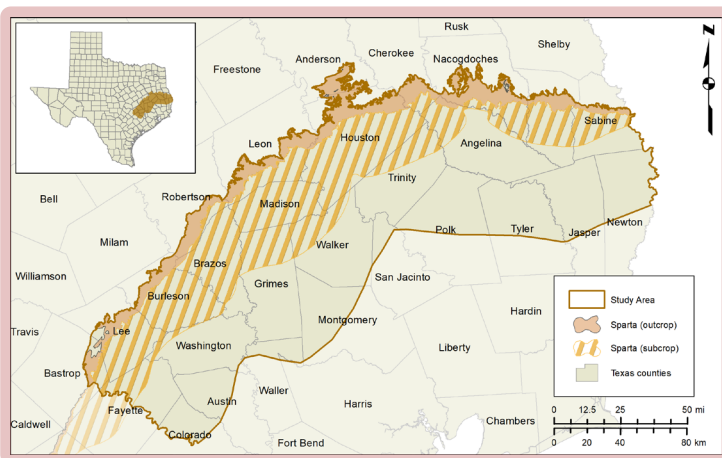 Rusk
Shelby
Cherokee
Anderson
Nacogdoches
Freestone
N
Sabine
Houston
Leon
Angelina
Trinity
Bell
Robertson
Madison
Newton
Polk
Tyler
Jasper
Milam
Walker
Brazos
San Jacinto
Williamson
Grimes
Burleson
Study Area
Hardin
Montgomery
Sparta (outcrop)
Travis
Lee
Washington
Liberty
Sparta (subcrop)
Bastrop
Texas counties
Waller
Austin
Harris
Fayette
0 12.5 25 50 mi
Caldwell
Chambers
Colorado
Fort Bend
0 20 40 80 km